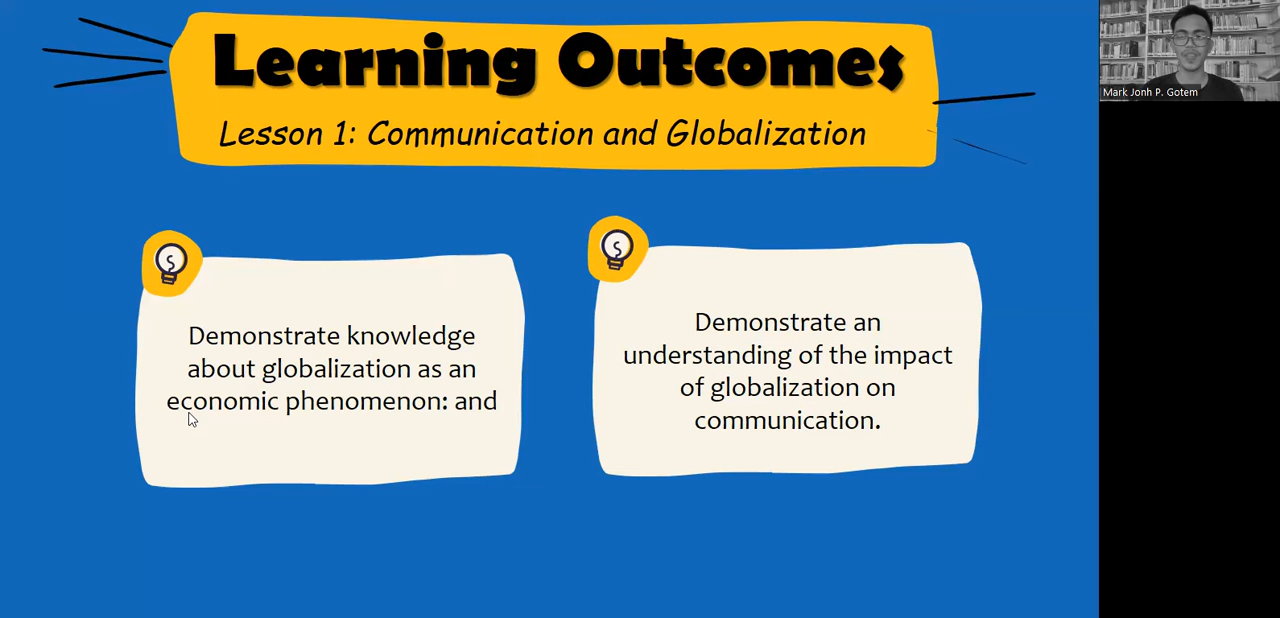 Learning Outcomes
Lesson 1: Communication and Globalization
Demonstrate knowledge
about globalization as an
economic phenomenon: and
Demonstrate an
understanding of the impact
of globalization on
communication.
Mark Jonh P. Gotem